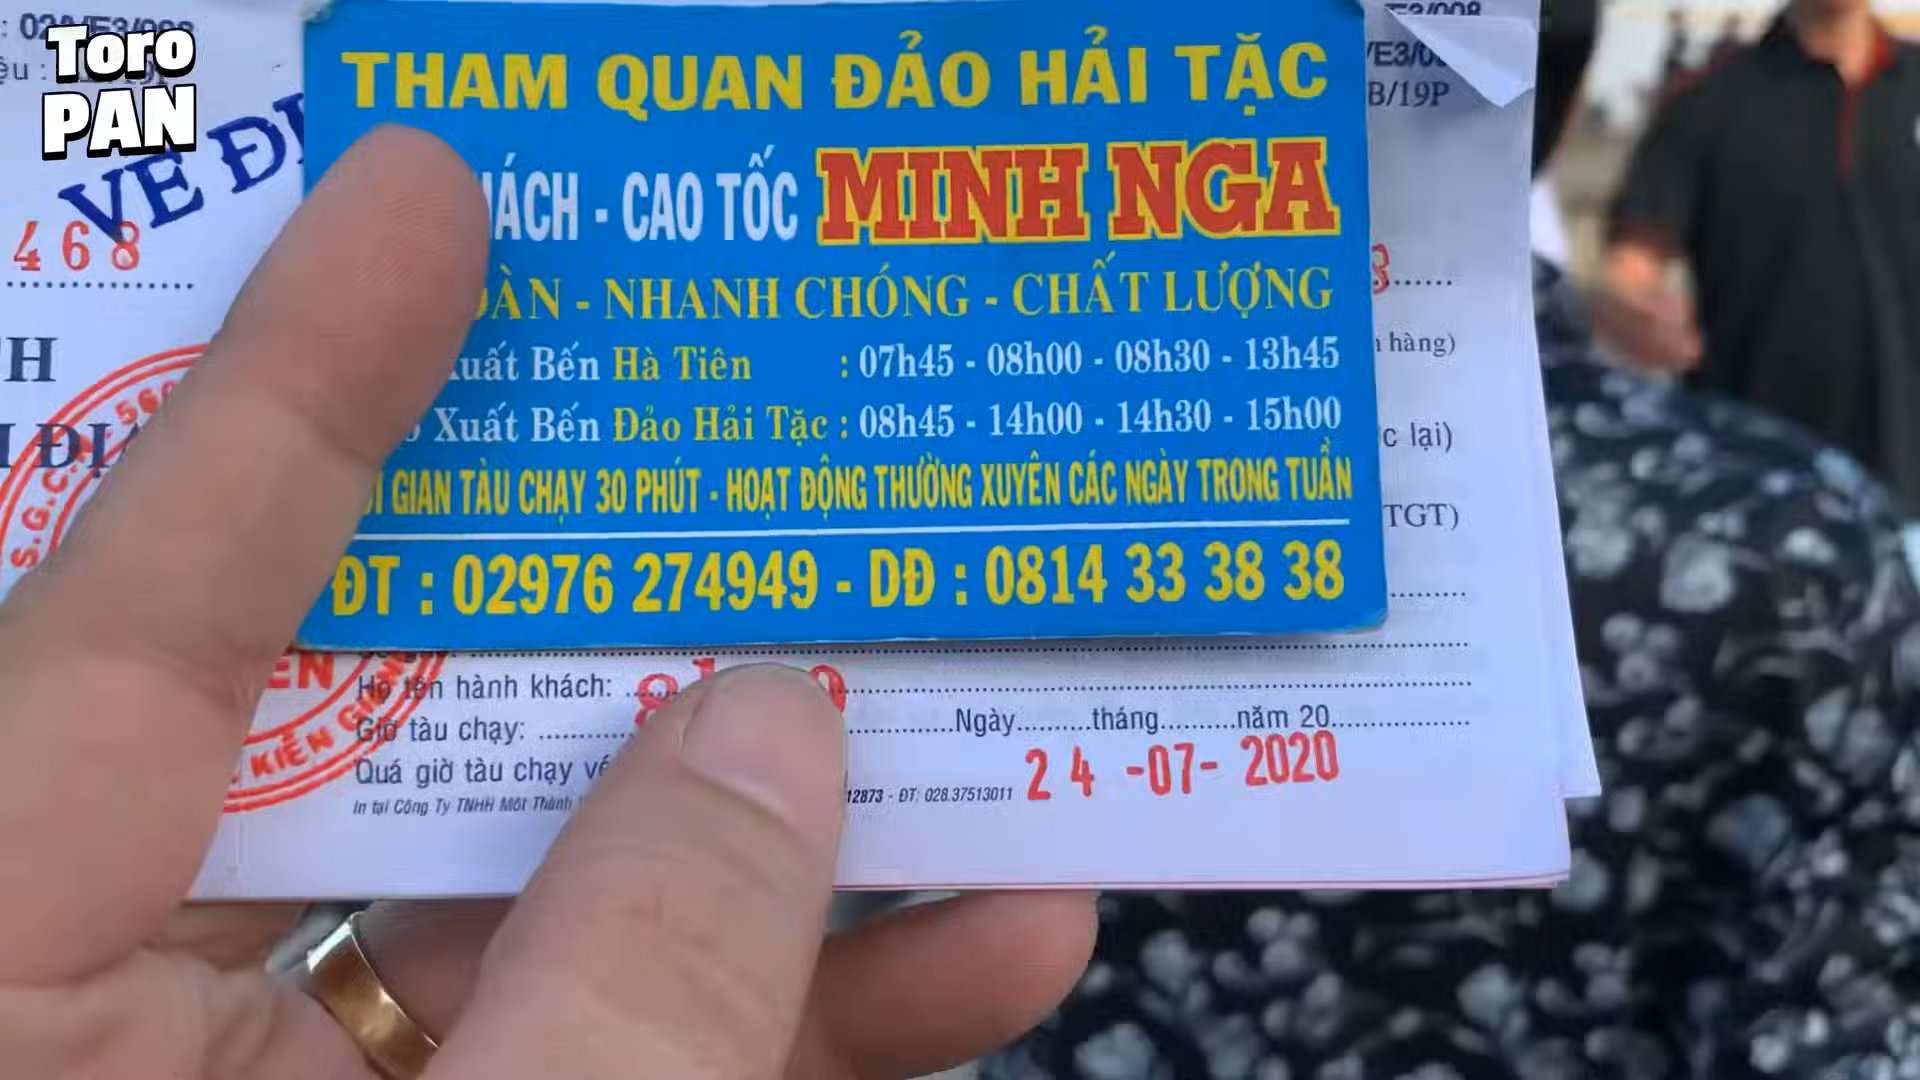 Toro
PAN
VÉ ĐI
468
THAM QUAN ĐẢO HẢI TẶC
- CAO TỐC MINH NGA
- NHANH CHÓNG - CHẤT LƯỢNG
Xuất Bến Hà Tiên : 07h45 - 08h00 - 08h30 - 13h45
Xuất Bến Đảo Hải Tặc : 08h45 - 14h00 - 14h30 - 15h00
GIAN TÀU CHẠY 30 PHÚT - HOẠT ĐỘNG THƯỜNG XUYÊN CÁC NGÀY TRONG TUẦN
ĐT : 02976 274949 - DĐ : 0814 33 38 38
B/19P
hàng)
lại)
TGT)
Họ tên hành khách:
Giờ tàu chạy: Ngày tháng năm 20
24 -07- 2020
Quá giờ tàu chạy vé
In tại Công Ty TNHH Một Thành 12873 - ĐT: 028.37513011
KIÊN GIANG